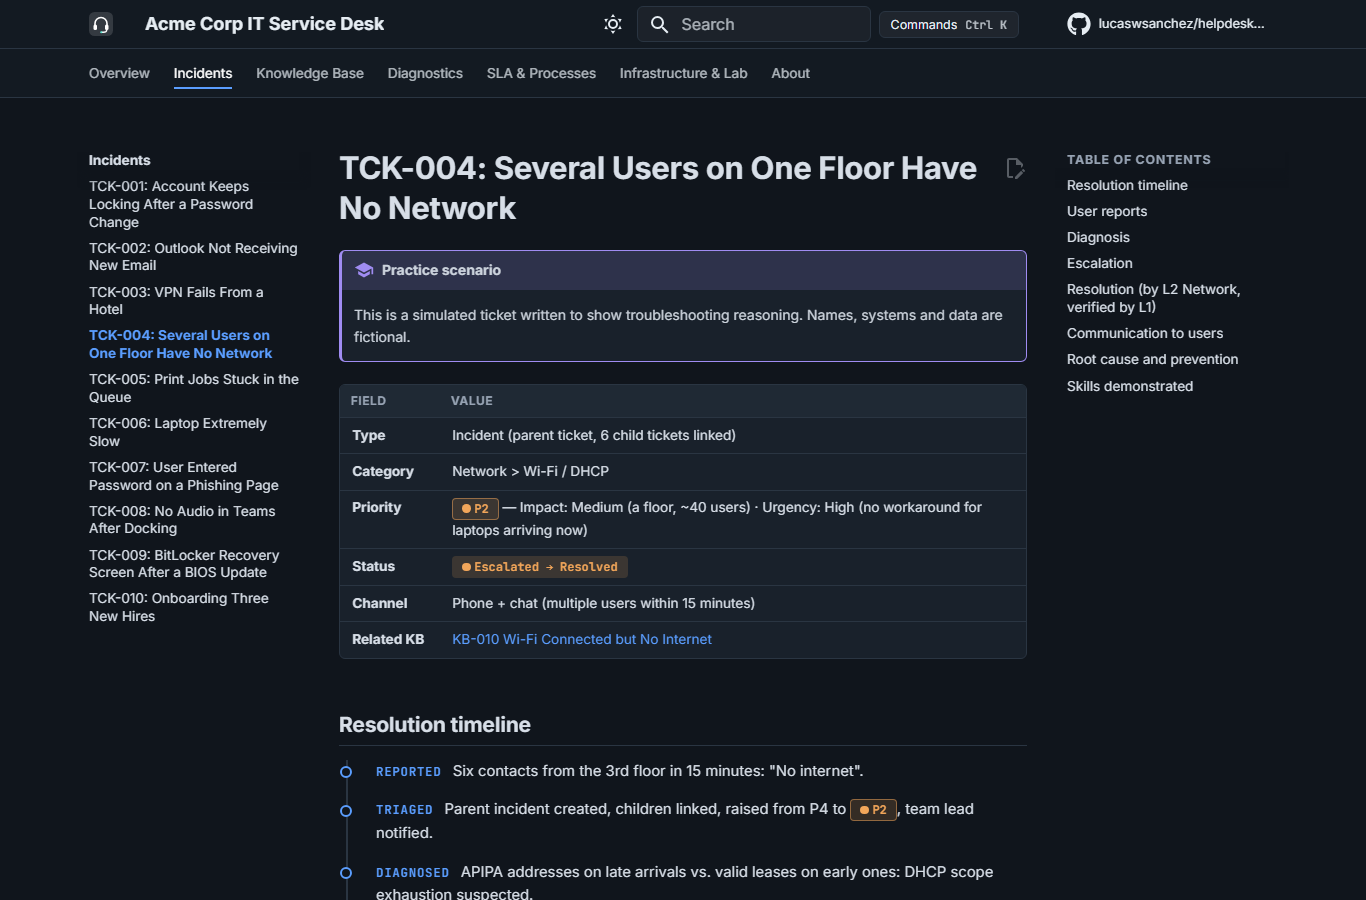 Acme Corp IT Service Desk
Search
Commands Ctrl K
lucaswsanchez/helpdesk...
Overview
Incidents
Knowledge Base
Diagnostics
SLA & Processes
Infrastructure & Lab
About
Incidents
TCK-001: Account Keeps
Locking After a Password
Change
TCK-002: Outlook Not Receiving
New Email
TCK-003: VPN Fails From a
Hotel
TCK-004: Several Users on
One Floor Have No Network
TCK-005: Print Jobs Stuck in the
Queue
TCK-006: Laptop Extremely
Slow
TCK-007: User Entered
Password on a Phishing Page
TCK-008: No Audio in Teams
After Docking
TCK-009: BitLocker Recovery
Screen After a BIOS Update
TCK-010: Onboarding Three
New Hires
TCK-004: Several Users on One Floor Have
No Network
Practice scenario
This is a simulated ticket written to show troubleshooting reasoning. Names, systems and data are
fictional.
FIELD VALUE
Type Incident (parent ticket, 6 child tickets linked)
Category Network > Wi-Fi / DHCP
Priority P2 — Impact: Medium (a floor, ~40 users) · Urgency: High (no workaround for
laptops arriving now)
Status Escalated → Resolved
Channel Phone + chat (multiple users within 15 minutes)
Related KB KB-010 Wi-Fi Connected but No Internet
Resolution timeline
REPORTED Six contacts from the 3rd floor in 15 minutes: "No internet".
TRIAGED Parent incident created, children linked, raised from P4 to P2, team lead
notified.
DIAGNOSED APIPA addresses on late arrivals vs. valid leases on early ones: DHCP scope
exhaustion suspected.
TABLE OF CONTENTS
Resolution timeline
User reports
Diagnosis
Escalation
Resolution (by L2 Network,
verified by L1)
Communication to users
Root cause and prevention
Skills demonstrated